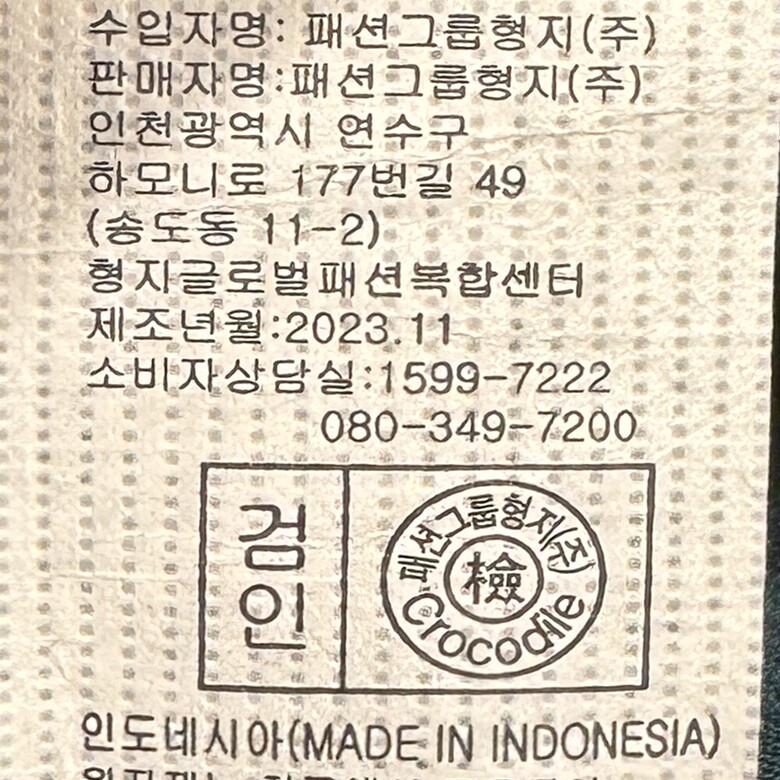 수입자명: 패션그룹형지(주)
판매자명:패션그룹형지(주)
인천광역시 연수구
하모니로 177번길 49
(송도동 11-2)
형지글로벌패션복합센터
제조년월:2023.11
소비자상담실:1599-7222
080-349-7200
검인
패션그룹형지(주)
檢
Crocodile
인도네시아(MADE IN INDONESIA)